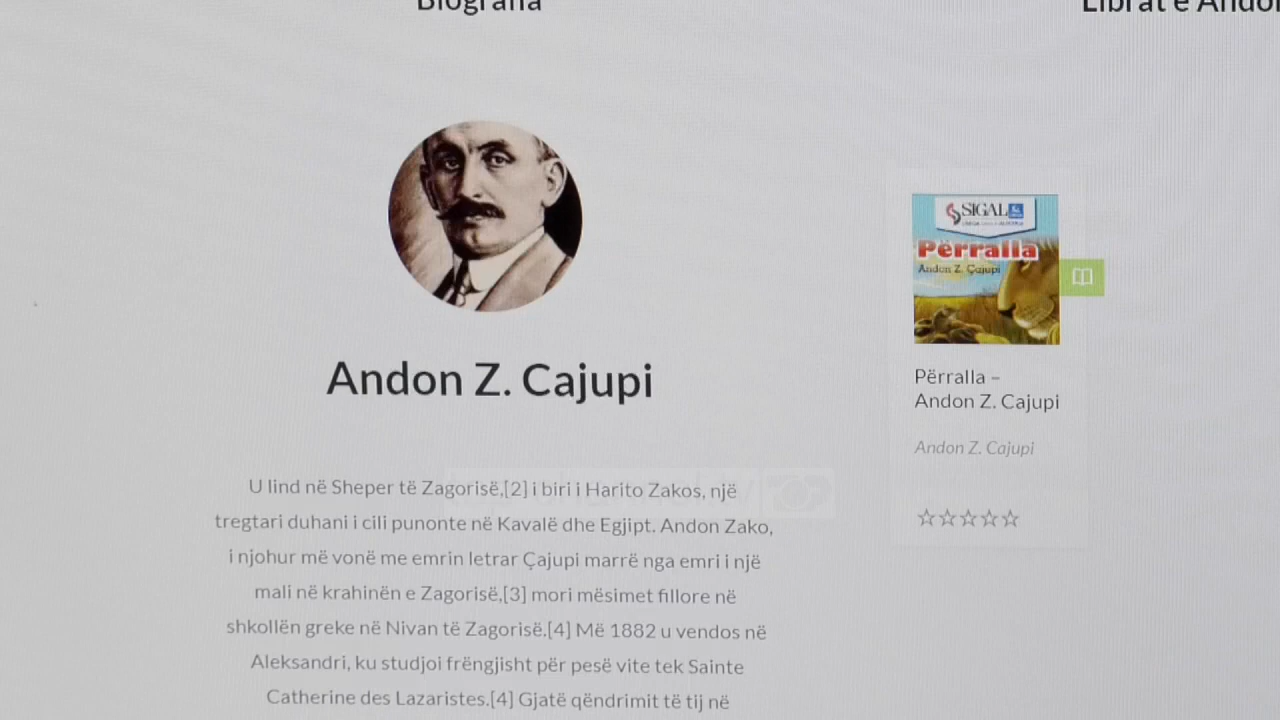 Biografia
Librat e Andon
SIGAL
Përralla
Andon Z. Çajupi
Andon Z. Cajupi
Përralla –
Andon Z. Cajupi
Andon Z. Cajupi
U lind në Sheper të Zagorisë,[2] i biri i Harito Zakos, një
tregtari duhani i cili punonte në Kavalë dhe Egjipt. Andon Zako,
i njohur më vonë me emrin letrar Çajupi marrë nga emri i një
mali në krahinën e Zagorisë,[3] mori mësimet fillore në
shkollën greke në Nivan të Zagorisë.[4] Më 1882 u vendos në
Aleksandri, ku studjoi frëngjisht për pesë vite tek Sainte
Catherine des Lazaristes.[4] Gjatë qëndrimit të tij në